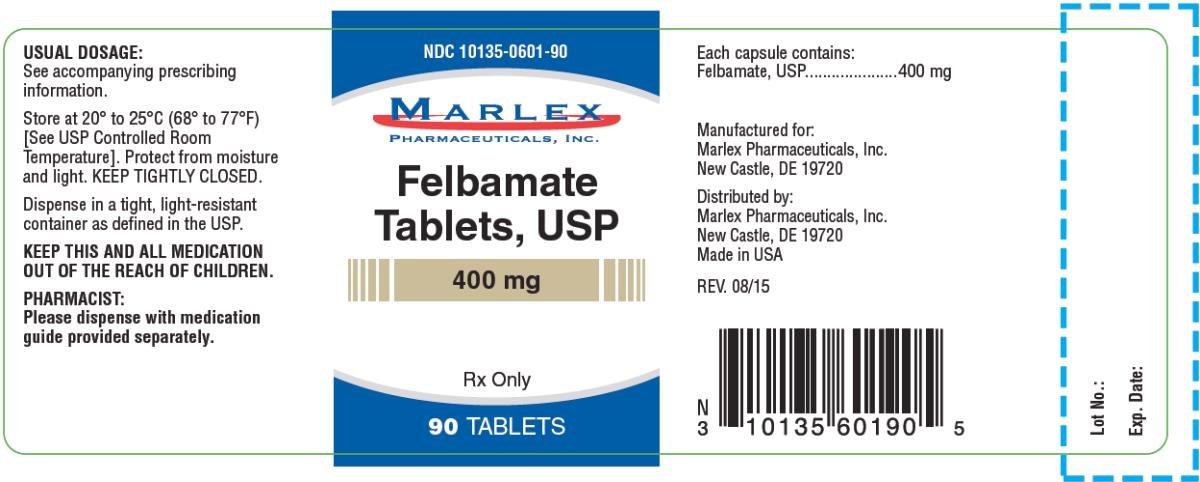 USUAL DOSAGE:
See accompanying prescribing
information.
Store at 20° to 25°C (68° to 77°F)
[See USP Controlled Room
Temperature]. Protect from moisture
and light. KEEP TIGHTLY CLOSED.
Dispense in a tight, light-resistant
container as defined in the USP.
KEEP THIS AND ALL MEDICATION
OUT OF THE REACH OF CHILDREN.
PHARMACIST:
Please dispense with medication
guide provided separately.
NDC 10135-0601-90
MARLEX
PHARMACEUTICALS, INC.
Felbamate
Tablets, USP
400 mg
Rx Only
90 TABLETS
Each capsule contains:
Felbamate, USP.....................400 mg
Manufactured for:
Marlex Pharmaceuticals, Inc.
New Castle, DE 19720
Distributed by:
Marlex Pharmaceuticals, Inc.
New Castle, DE 19720
Made in USA
REV. 08/15
N
3 10135 60190 5
Lot No.:
Exp. Date: